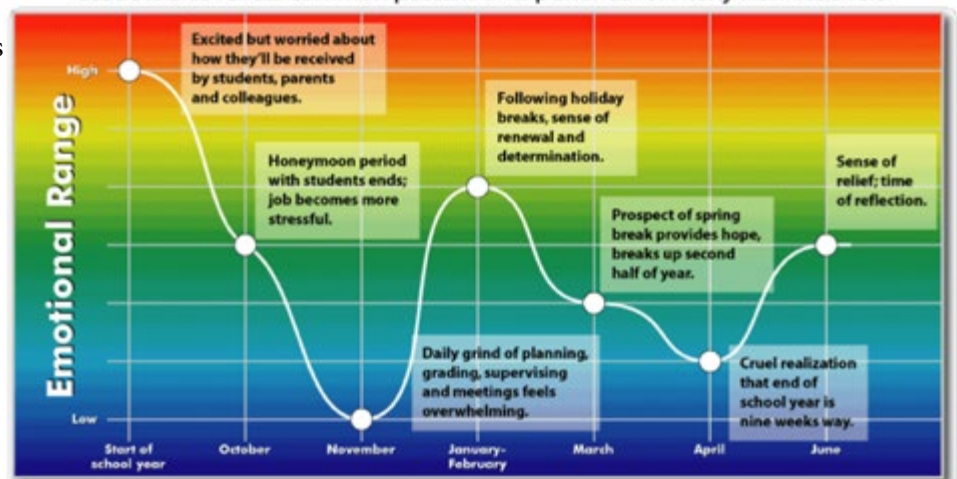 High
Emotional Range
Low
Excited but worried about
how they'll be received
by students, parents
and colleagues.
Honeymoon period
with students ends;
job becomes more
stressful.
Daily grind of planning,
grading, supervising
and meetings feels
overwhelming.
Following holiday
breaks, sense of
renewal and
determination.
Prospect of spring
break provides hope,
breaks up second
half of year.
Cruel realization
that end of
school year is
nine weeks way.
Sense of
relief; time
of reflection.
Start of
school year
October
November
January-
February
March
April
June